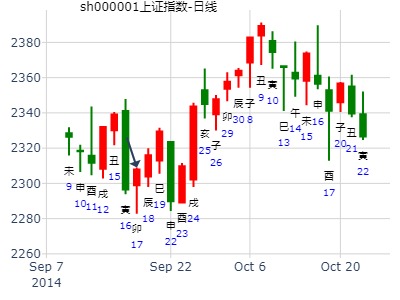 sh000001上证指数-日线
2380
2360
2340
2320
2300
2280
2260
未
9
申
10
酉
11
戌
12
丑
15
寅
16
卯
17
辰
18
巳
19
申
22
酉
23
戌
24
亥
25
子
26
卯
29
辰
30
子
8
丑
9
寅
10
巳
13
午
14
未
15
申
16
酉
17
子
20
丑
21
寅
22
Sep 7 Sep 22 Oct 6 Oct 20
2014